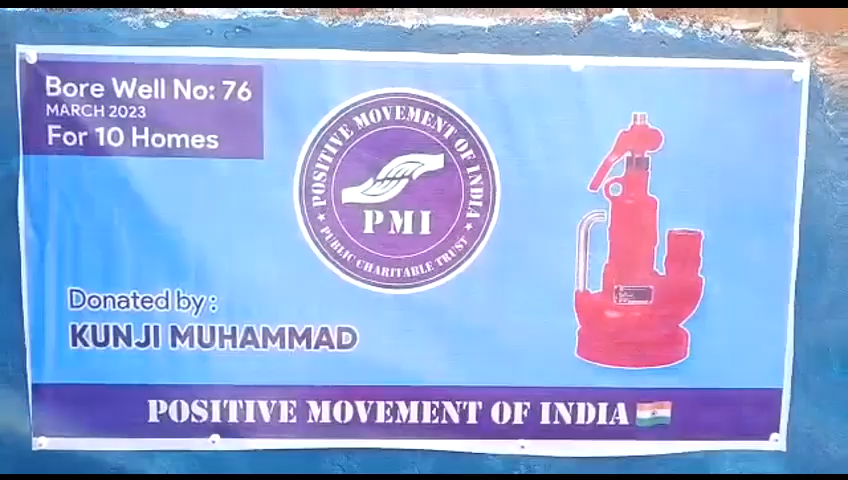 Bore Well No: 76
MARCH 2023
For 10 Homes
POSITIVE MOVEMENT OF INDIA
PMI
★ PUBLIC CHARITABLE TRUST ★
Donated by :
KUNJI MUHAMMAD
POSITIVE MOVEMENT OF INDIA 🇮🇳